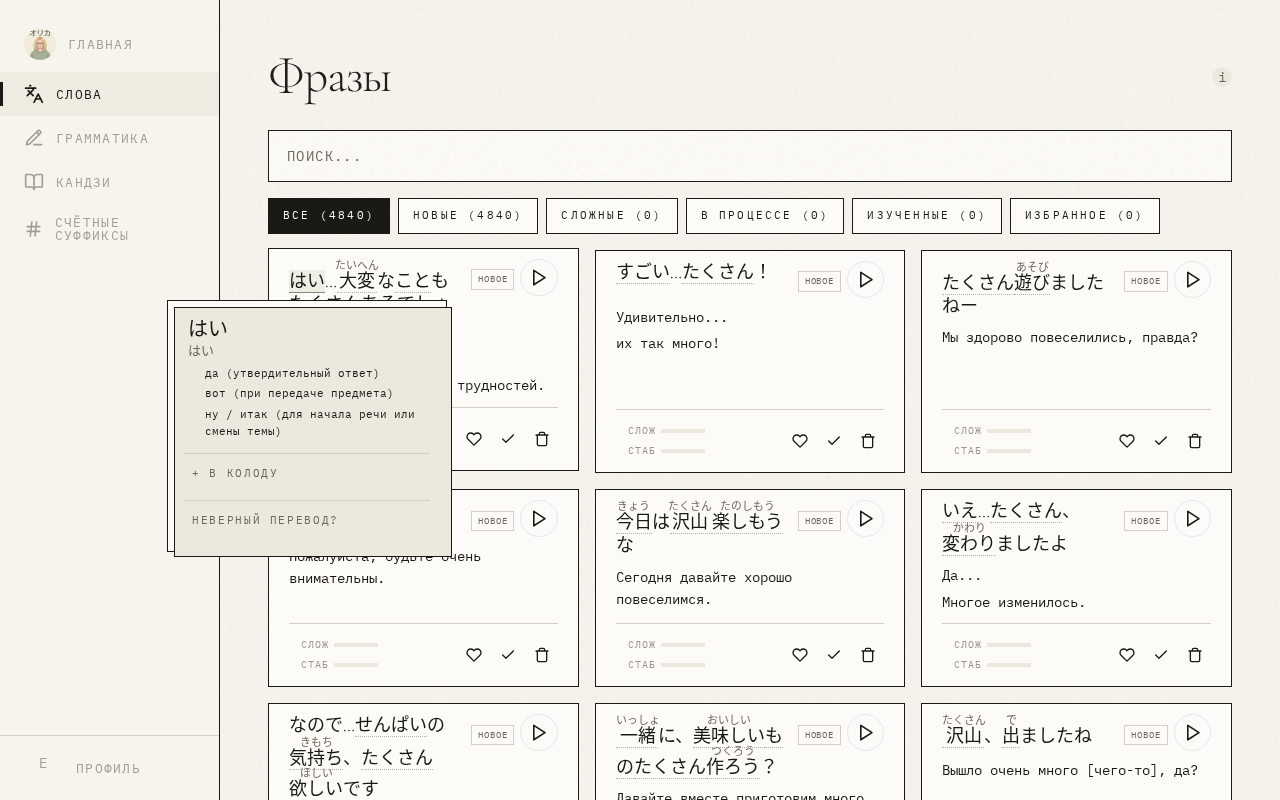 オリカ
ГЛАВНАЯ
СЛОВА
ГРАММАТИКА
КАНДЗИ
СЧЁТНЫЕ
СУФФИКСЫ
E
ПРОФИЛЬ
Фразы
i
ПОИСК...
ВСЕ (4840)
НОВЫЕ (4840)
СЛОЖНЫЕ (0)
В ПРОЦЕССЕ (0)
ИЗУЧЕННЫЕ (0)
ИЗБРАННОЕ (0)
たいへん
はい…大変なことも
НОВОЕ
трудностей.
はい
はい
да (утвердительный ответ)
вот (при передаче предмета)
ну / итак (для начала речи или
смены темы)
+ В КОЛОДУ
НЕВЕРНЫЙ ПЕРЕВОД?
すごい…たくさん！
НОВОЕ
Удивительно...
их так много!
СЛОЖ
СТАБ
あそび
たくさん遊びました
ねー
НОВОЕ
Мы здорово повеселились, правда?
СЛОЖ
СТАБ
НОВОЕ
пожалуйста, будьте очень
внимательны.
СЛОЖ
СТАБ
きょう たくさん たのしもう
今日は沢山楽しもう
な
НОВОЕ
Сегодня давайте хорошо
повеселимся.
СЛОЖ
СТАБ
いえ…たくさん、
かわり
変わりましたよ
НОВОЕ
Да...
Многое изменилось.
СЛОЖ
СТАБ
なので…せんぱいの
きもち
気持ち、たくさん
ほしい
欲しいです
НОВОЕ
いっしょ おいしい
一緒に、美味しいも
つくろう
のたくさん作ろう？
НОВОЕ
Давайте вместе приготовим много
たくさん で
沢山、出ましたね
НОВОЕ
Вышло очень много [чего-то], да?